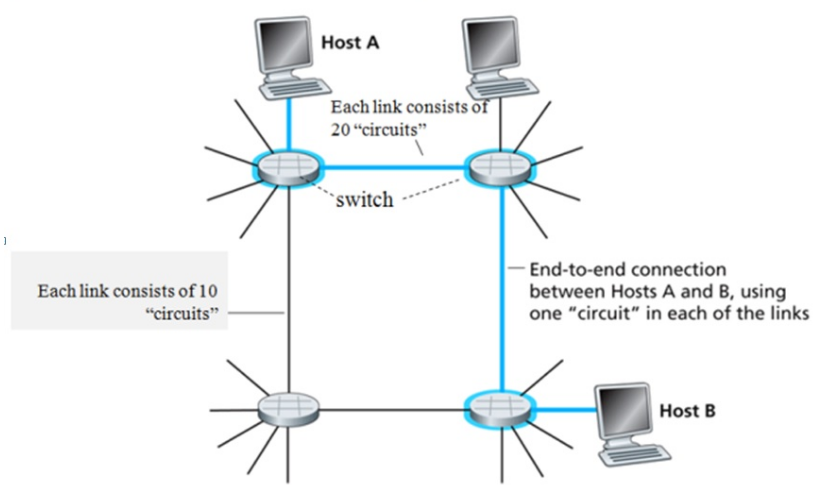 Host A
Each link consists of
20 “circuits”
switch
]
End-to-end connection
between Hosts A and B, using
one “circuit” in each of the links
Each link consists of 10
“circuits”
Host B